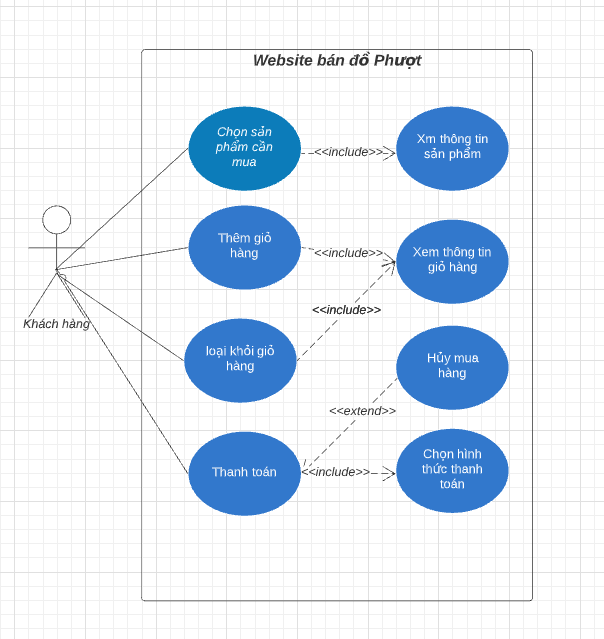 Website bán đồ Phượt
Chọn sản
phẩm cần
mua
<<include>>
Xm thông tin
sản phẩm
Thêm giỏ
hàng
<<include>>
Xem thông tin
giỏ hàng
<<include>>
Khách hàng
loại khỏi giỏ
hàng
Hủy mua
hàng
<<extend>>
Thanh toán
<<include>>
Chọn hình
thức thanh
toán